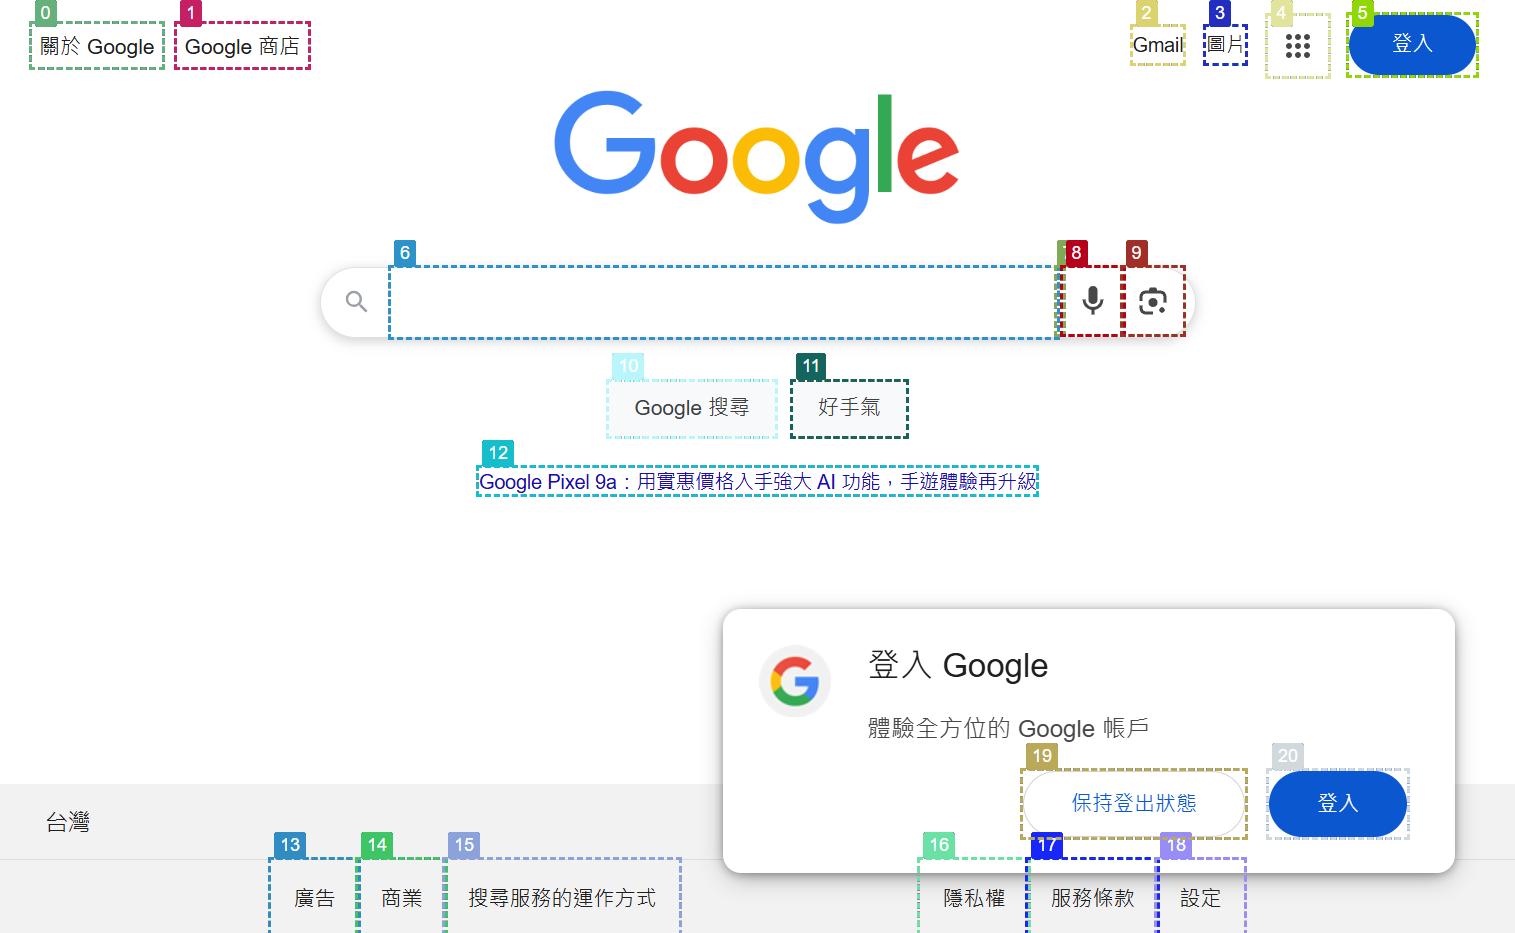 0
1
2
3
4
5
關於 Google
Google 商店
Gmail
圖片
登入
Google
6
8
9
10
11
Google 搜尋
好手氣
12
Google Pixel 9a：用實惠價格入手強大 AI 功能，手遊體驗再升級
登入 Google
體驗全方位的 Google 帳戶
19
20
保持登出狀態
登入
台灣
13
14
15
16
17
18
廣告
商業
搜尋服務的運作方式
隱私權
服務條款
設定